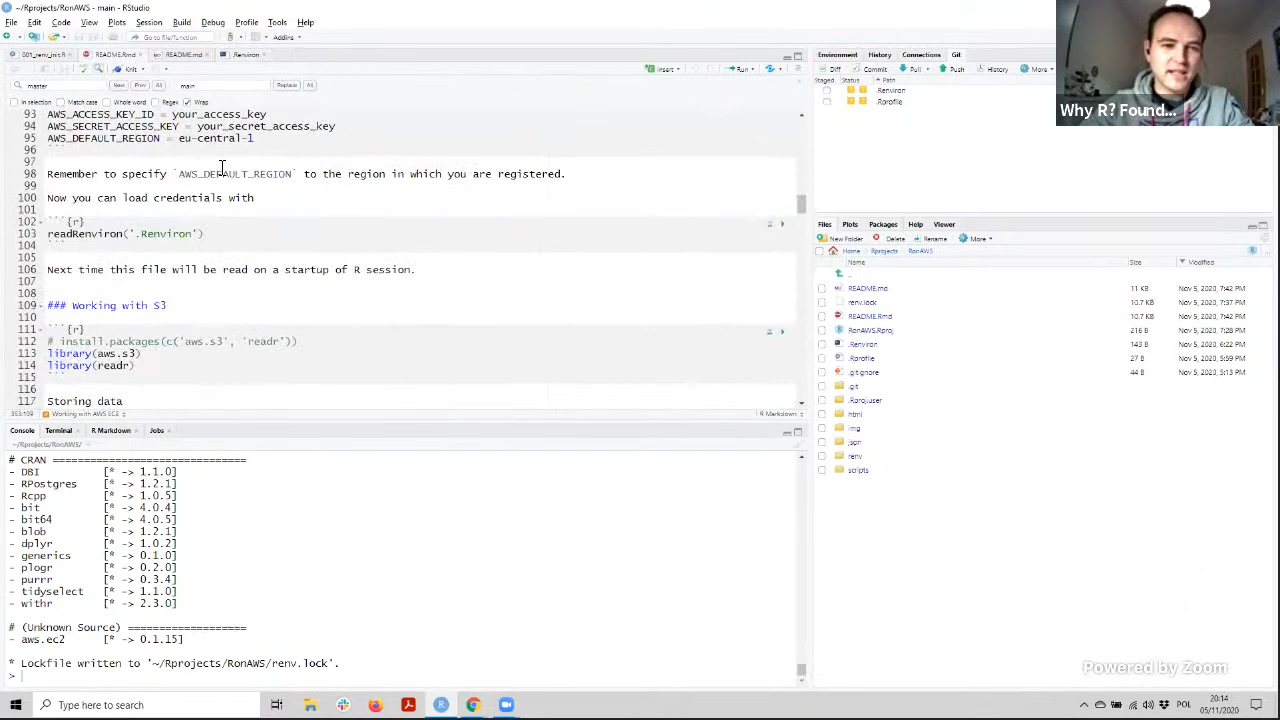 ~/Rprojects/RonAWS - main - RStudio
File Edit Code View Plots Session Build Debug Profile Tools Help
Go to file/function
Addins
001_renv_init.R
README.Rmd
README.md
.Renviron
Knit
Insert
Run
master
Next
Prev
All
main
Replace
All
In selection
Match case
Whole word
Regex
Wrap
93 AWS_ACCESS_KEY_ID = your_access_key
94 AWS_SECRET_ACCESS_KEY = your_secret_access_key
95 AWS_DEFAULT_REGION = eu-central-1
96 ```
97
98 Remember to specify `AWS_DEFAULT_REGION` to the region in which you are registered.
99
100 Now you can load credentials with
101
102 ```{r}
103 readRenviron('.Renviron')
104 ```
105
106 Next time this file will be read on a startup of R session.
107
108
109 ### Working with S3
110
111 ```{r}
112 # install.packages(c('aws.s3', 'readr'))
113 library(aws.s3)
114 library(readr)
115 ```
116
117 Storing data
353:109
Working with AWS EC2
R Markdown
Console Terminal R Markdown Jobs
~/Rprojects/RonAWS/
# CRAN ===============================
- DBI [* -> 1.1.0]
- RPostgres [* -> 1.2.1]
- Rcpp [* -> 1.0.5]
- bit [* -> 4.0.4]
- bit64 [* -> 4.0.5]
- blob [* -> 1.2.1]
- dplyr [* -> 1.0.2]
- generics [* -> 0.1.0]
- plogr [* -> 0.2.0]
- purrr [* -> 0.3.4]
- tidyselect [* -> 1.1.0]
- withr [* -> 2.3.0]
# (Unknown Source) ===================
- aws.ec2 [* -> 0.1.15]
* Lockfile written to '~/Rprojects/RonAWS/renv.lock'.
>
Environment History Connections Git
Diff Commit Pull Push History More
Staged Status Path
.Renviron
.Rprofile
Files Plots Packages Help Viewer
New Folder Delete Rename More
Home Rprojects RonAWS
Name Size Modified
..
README.md 11 KB Nov 5, 2020, 7:42 PM
renv.lock 10.7 KB Nov 5, 2020, 7:37 PM
README.Rmd 10.7 KB Nov 5, 2020, 7:42 PM
RonAWS.Rproj 216 B Nov 5, 2020, 7:28 PM
.Renviron 143 B Nov 5, 2020, 6:22 PM
.Rprofile 27 B Nov 5, 2020, 5:59 PM
.gitignore 44 B Nov 5, 2020, 5:13 PM
.git
.Rproj.user
html
img
json
renv
scripts
Why R? Found...
Powered by Zoom
Type here to search
POL
20:14
05/11/2020